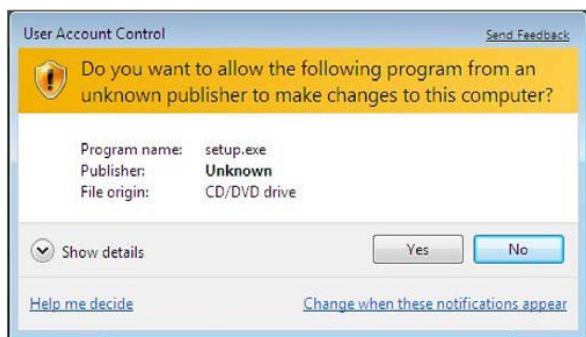 User Account Control
Send Feedback
Do you want to allow the following program from an
unknown publisher to make changes to this computer?
Program name: setup.exe
Publisher: Unknown
File origin: CD/DVD drive
Show details
Yes
No
Help me decide
Change when these notifications appear